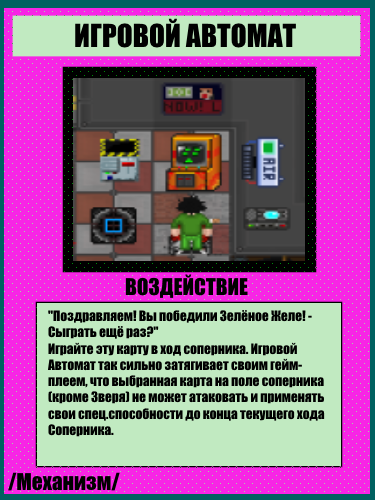 ИГРОВОЙ АВТОМАТ
NOW!
AIR
ВОЗДЕЙСТВИЕ
"Поздравляем! Вы победили Зелёное Желе! -
Сыграть ещё раз?"
Играйте эту карту в ход соперника. Игровой
Автомат так сильно затягивает своим гейм-
плеем, что выбранная карта на поле соперника
(кроме Зверя) не может атаковать и применять
свои спец.способности до конца текущего хода
Соперника.
/Механизм/